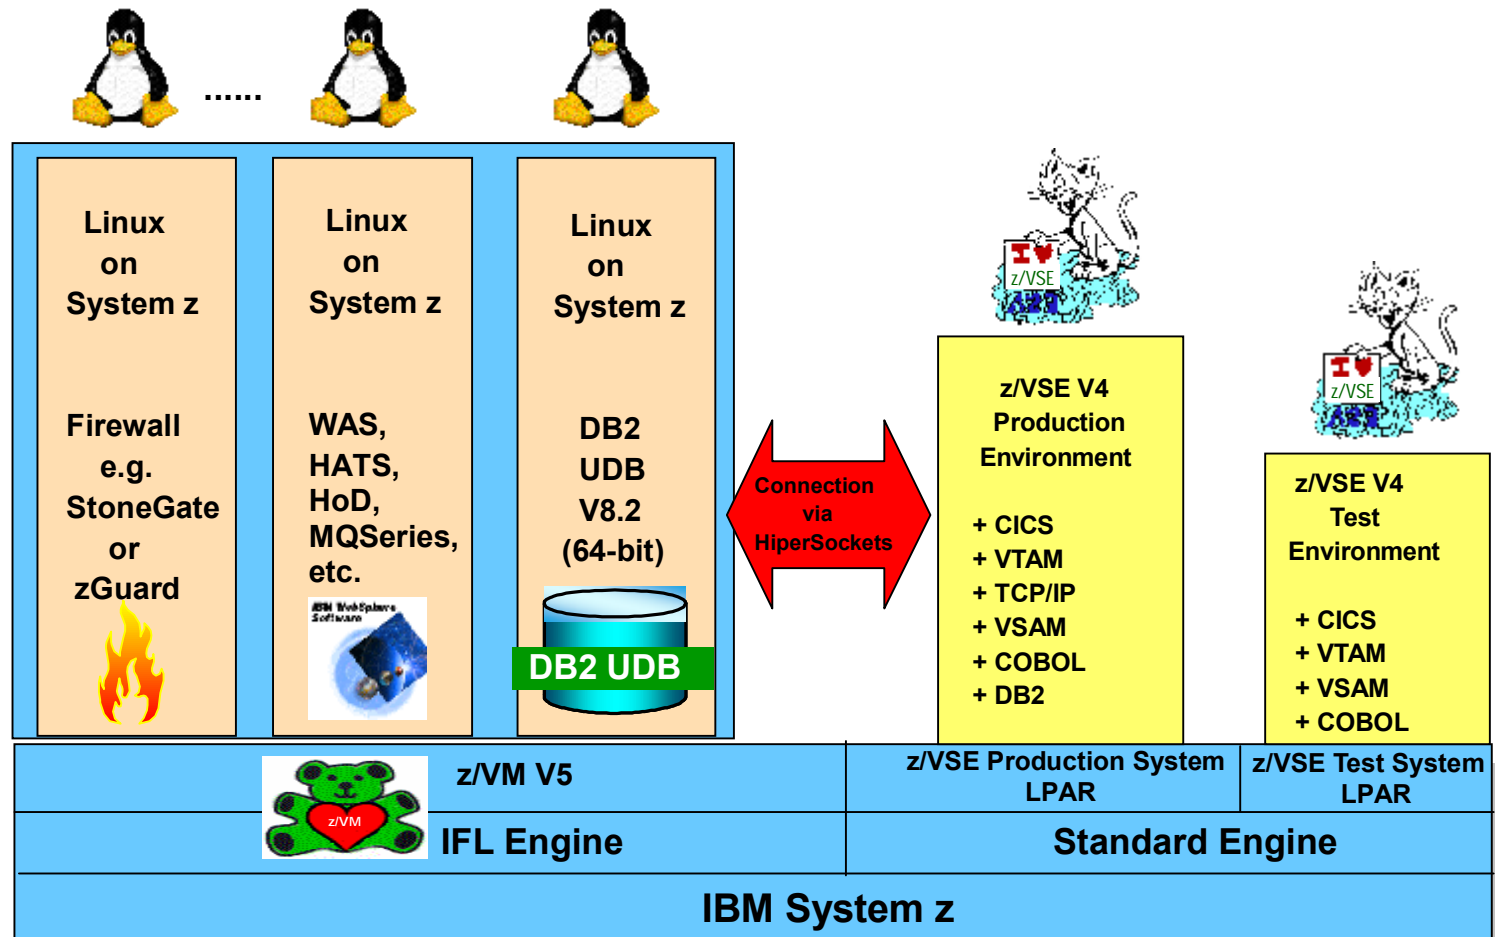 ......
Linux
on
System z
Firewall
e.g.
StoneGate
or
zGuard
Linux
on
System z
WAS,
HATS,
HoD,
MQSeries,
etc.
IBM WebSphere
Software
Linux
on
System z
DB2
UDB
V8.2
(64-bit)
DB2 UDB
Connection
via
HiperSockets
I ♥
z/VSE
z/VSE V4
Production
Environment
+ CICS
+ VTAM
+ TCP/IP
+ VSAM
+ COBOL
+ DB2
I ♥
z/VSE
z/VSE V4
Test
Environment
+ CICS
+ VTAM
+ VSAM
+ COBOL
z/VM V5
z/VM
z/VSE Production System
LPAR
z/VSE Test System
LPAR
IFL Engine
Standard Engine
IBM System z